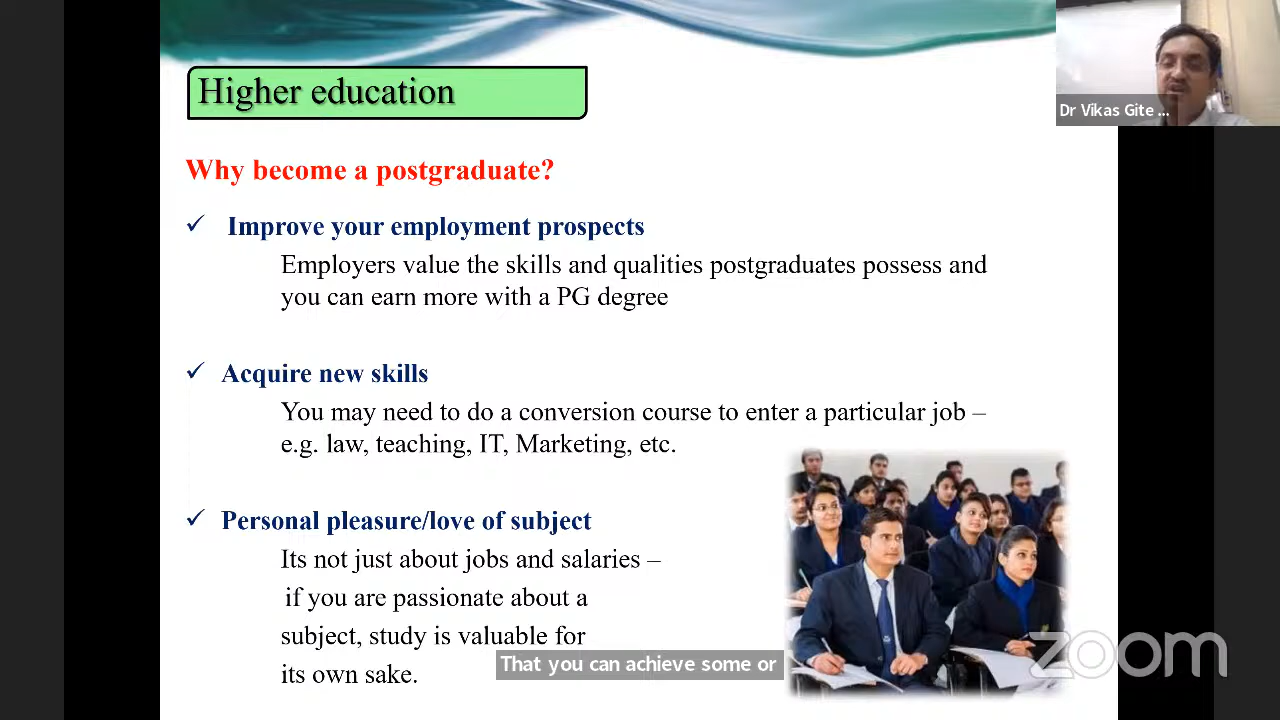 Higher education
Dr Vikas Gite ...
Why become a postgraduate?
✓ Improve your employment prospects
Employers value the skills and qualities postgraduates possess and
you can earn more with a PG degree
✓ Acquire new skills
You may need to do a conversion course to enter a particular job –
e.g. law, teaching, IT, Marketing, etc.
✓ Personal pleasure/love of subject
Its not just about jobs and salaries –
if you are passionate about a
subject, study is valuable for
its own sake.
That you can achieve some or
zoom